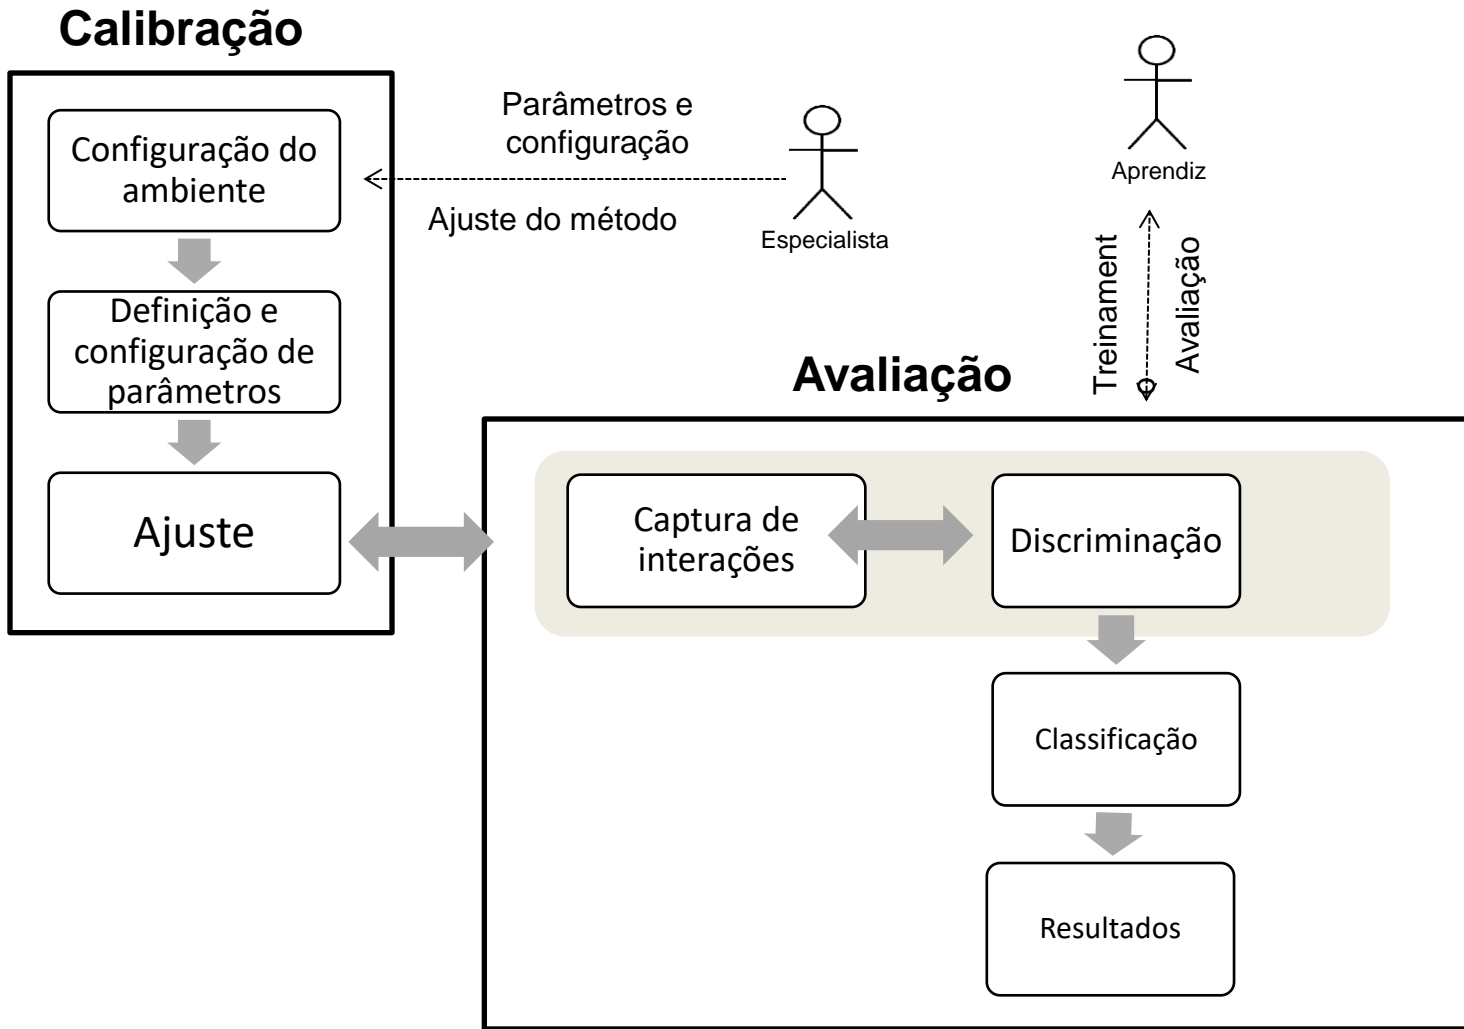 Calibração
Configuração do
ambiente
Definição e
configuração de
parâmetros
Ajuste
Parâmetros e
configuração
Ajuste do método
Especialista
Aprendiz
Treinament
Avaliação
Avaliação
Captura de
interações
Discriminação
Classificação
Resultados